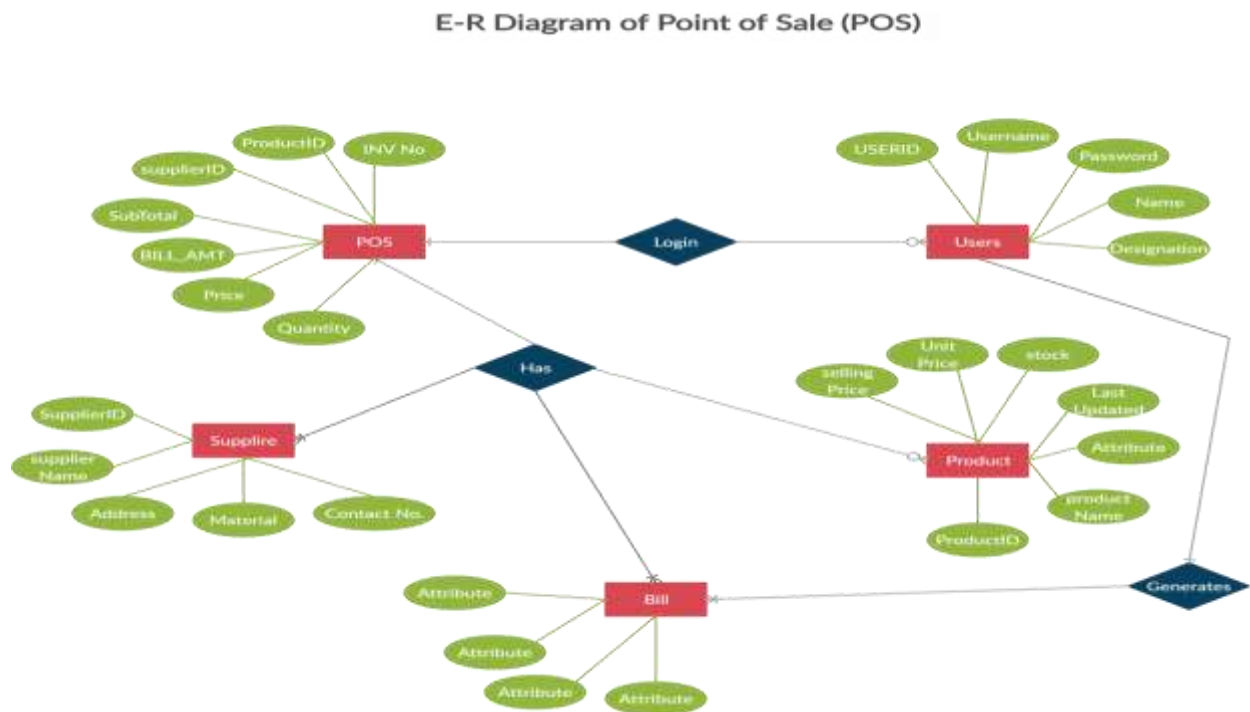 E-R Diagram of Point of Sale (POS)
ProductID
INV No
supplierID
SubTotal
BILL_AMT
Price
Quantity
POS
Login
USERID
Username
Password
Name
Designation
Users
Has
selling
Price
Unit
Price
stock
Last
Updated
Attribute
product
Name
ProductID
Product
SupplierID
supplier
Name
Address
Material
Contact No.
Supplire
Generates
Bill
Attribute
Attribute
Attribute
Attribute